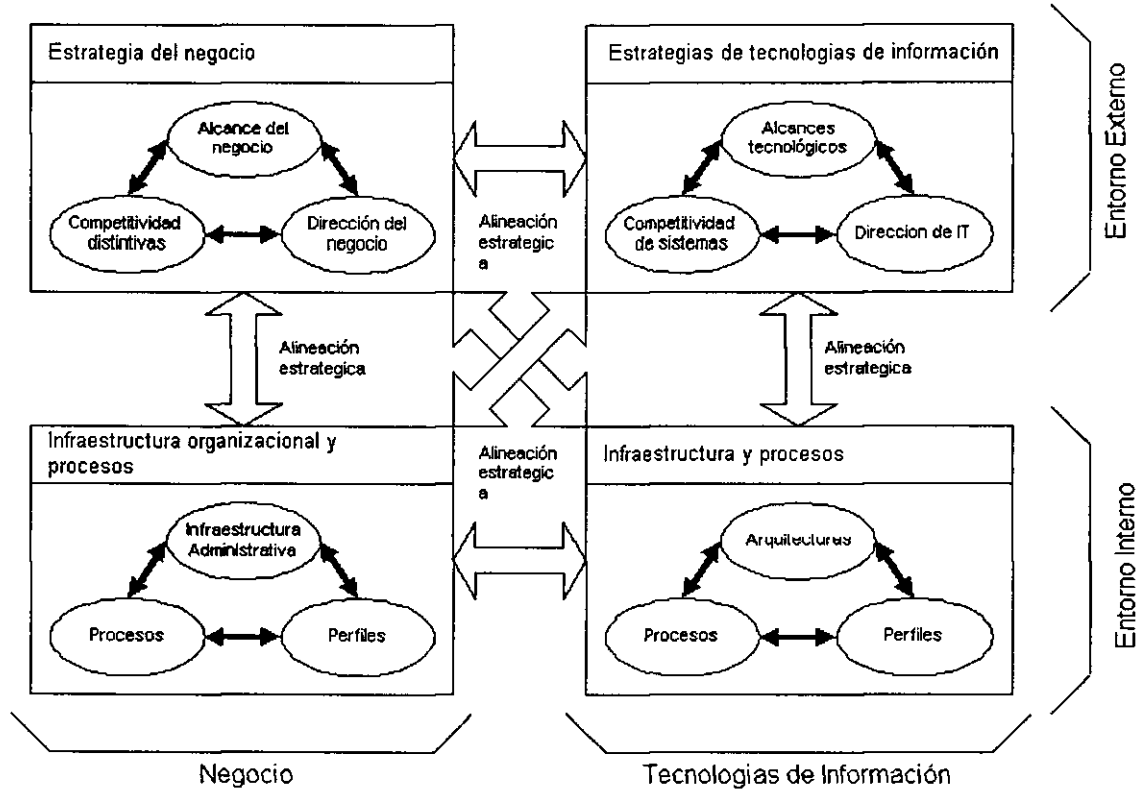 Estrategia del negocio
Alcance del
negocio
Competitividad
distintivas
Dirección del
negocio
Alineación
estrategic
a
Estrategias de tecnologías de información
Alcances
tecnológicos
Competitividad
de sistemas
Direccion de IT
Entorno Externo
Alineación
estrategica
Alineación
estrategica
Infraestructura organizacional y
procesos
Infraestructura
Administrativa
Procesos
Perfiles
Alineación
estrategic
a
Infraestructura y procesos
Arquitecturas
Procesos
Perfiles
Entorno Interno
Negocio
Tecnologias de Información